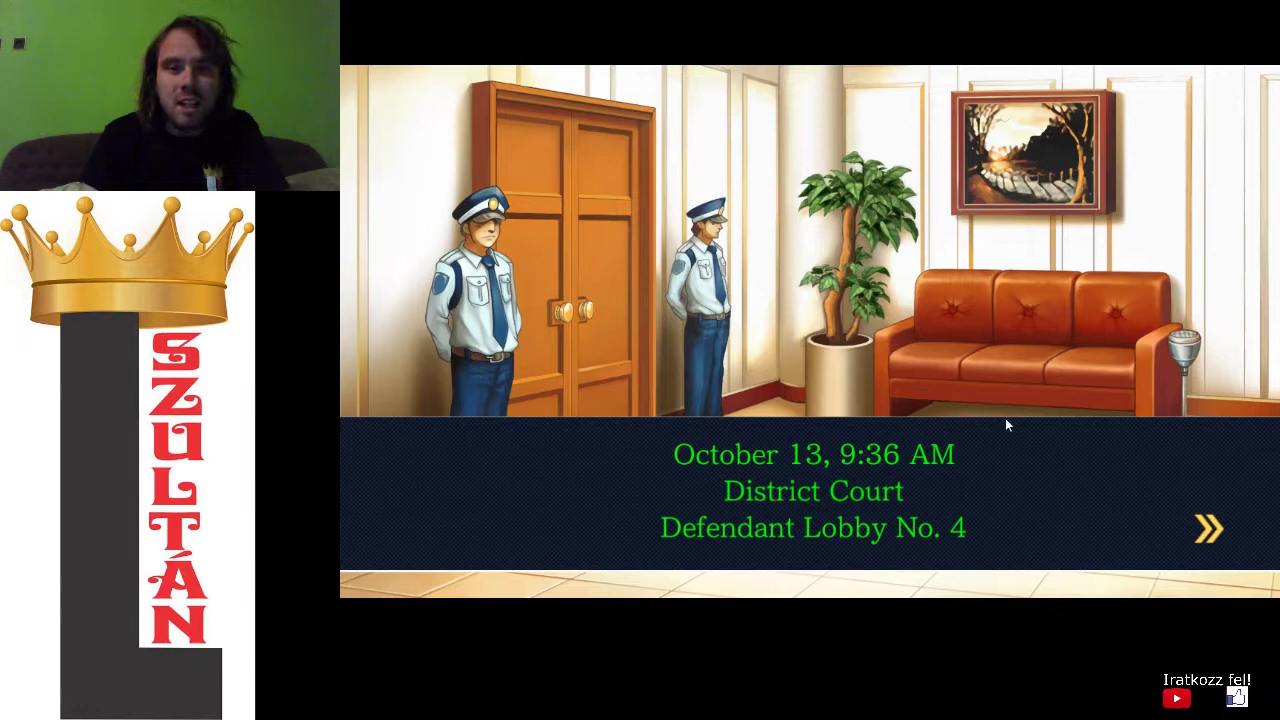 L
SZULTÁN
October 13, 9:36 AM
District Court
Defendant Lobby No. 4
Iratkozz fel!